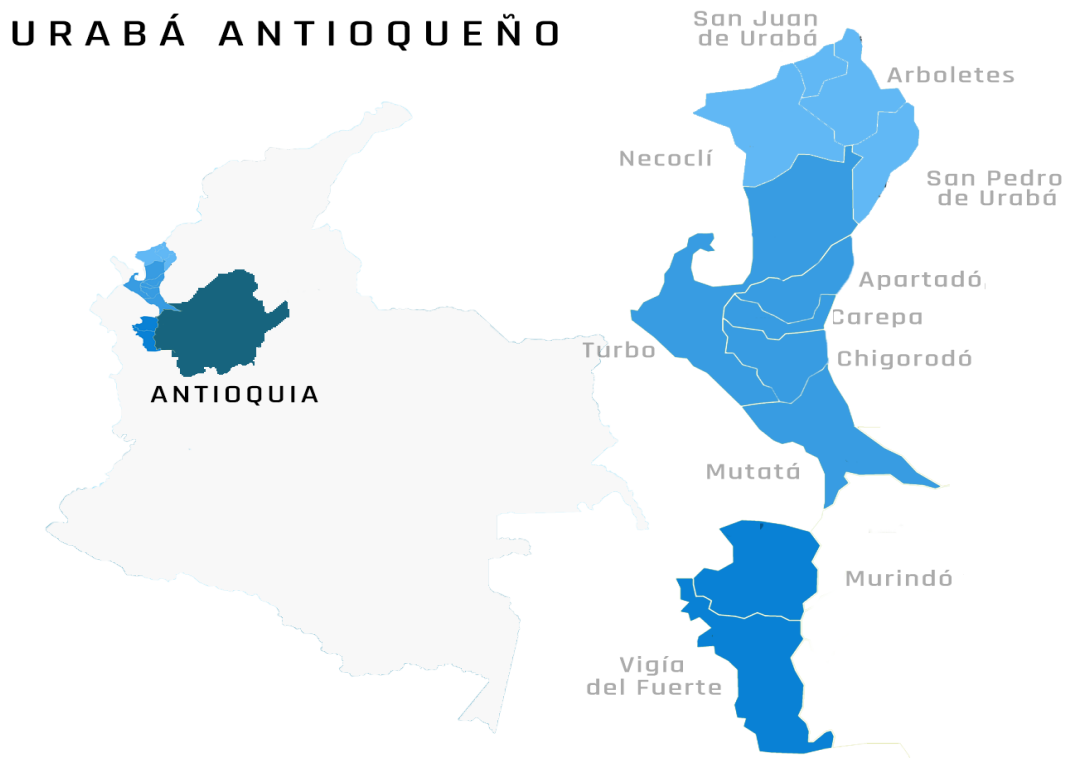 URABÁ ANTIOQUEÑO
San Juan
de Urabá
Arboletes
Necoclí
San Pedro
de Urabá
Apartadó
Carepa
Turbo
Chigorodó
ANTIOQUIA
Mutatá
Murindó
Vigía
del Fuerte